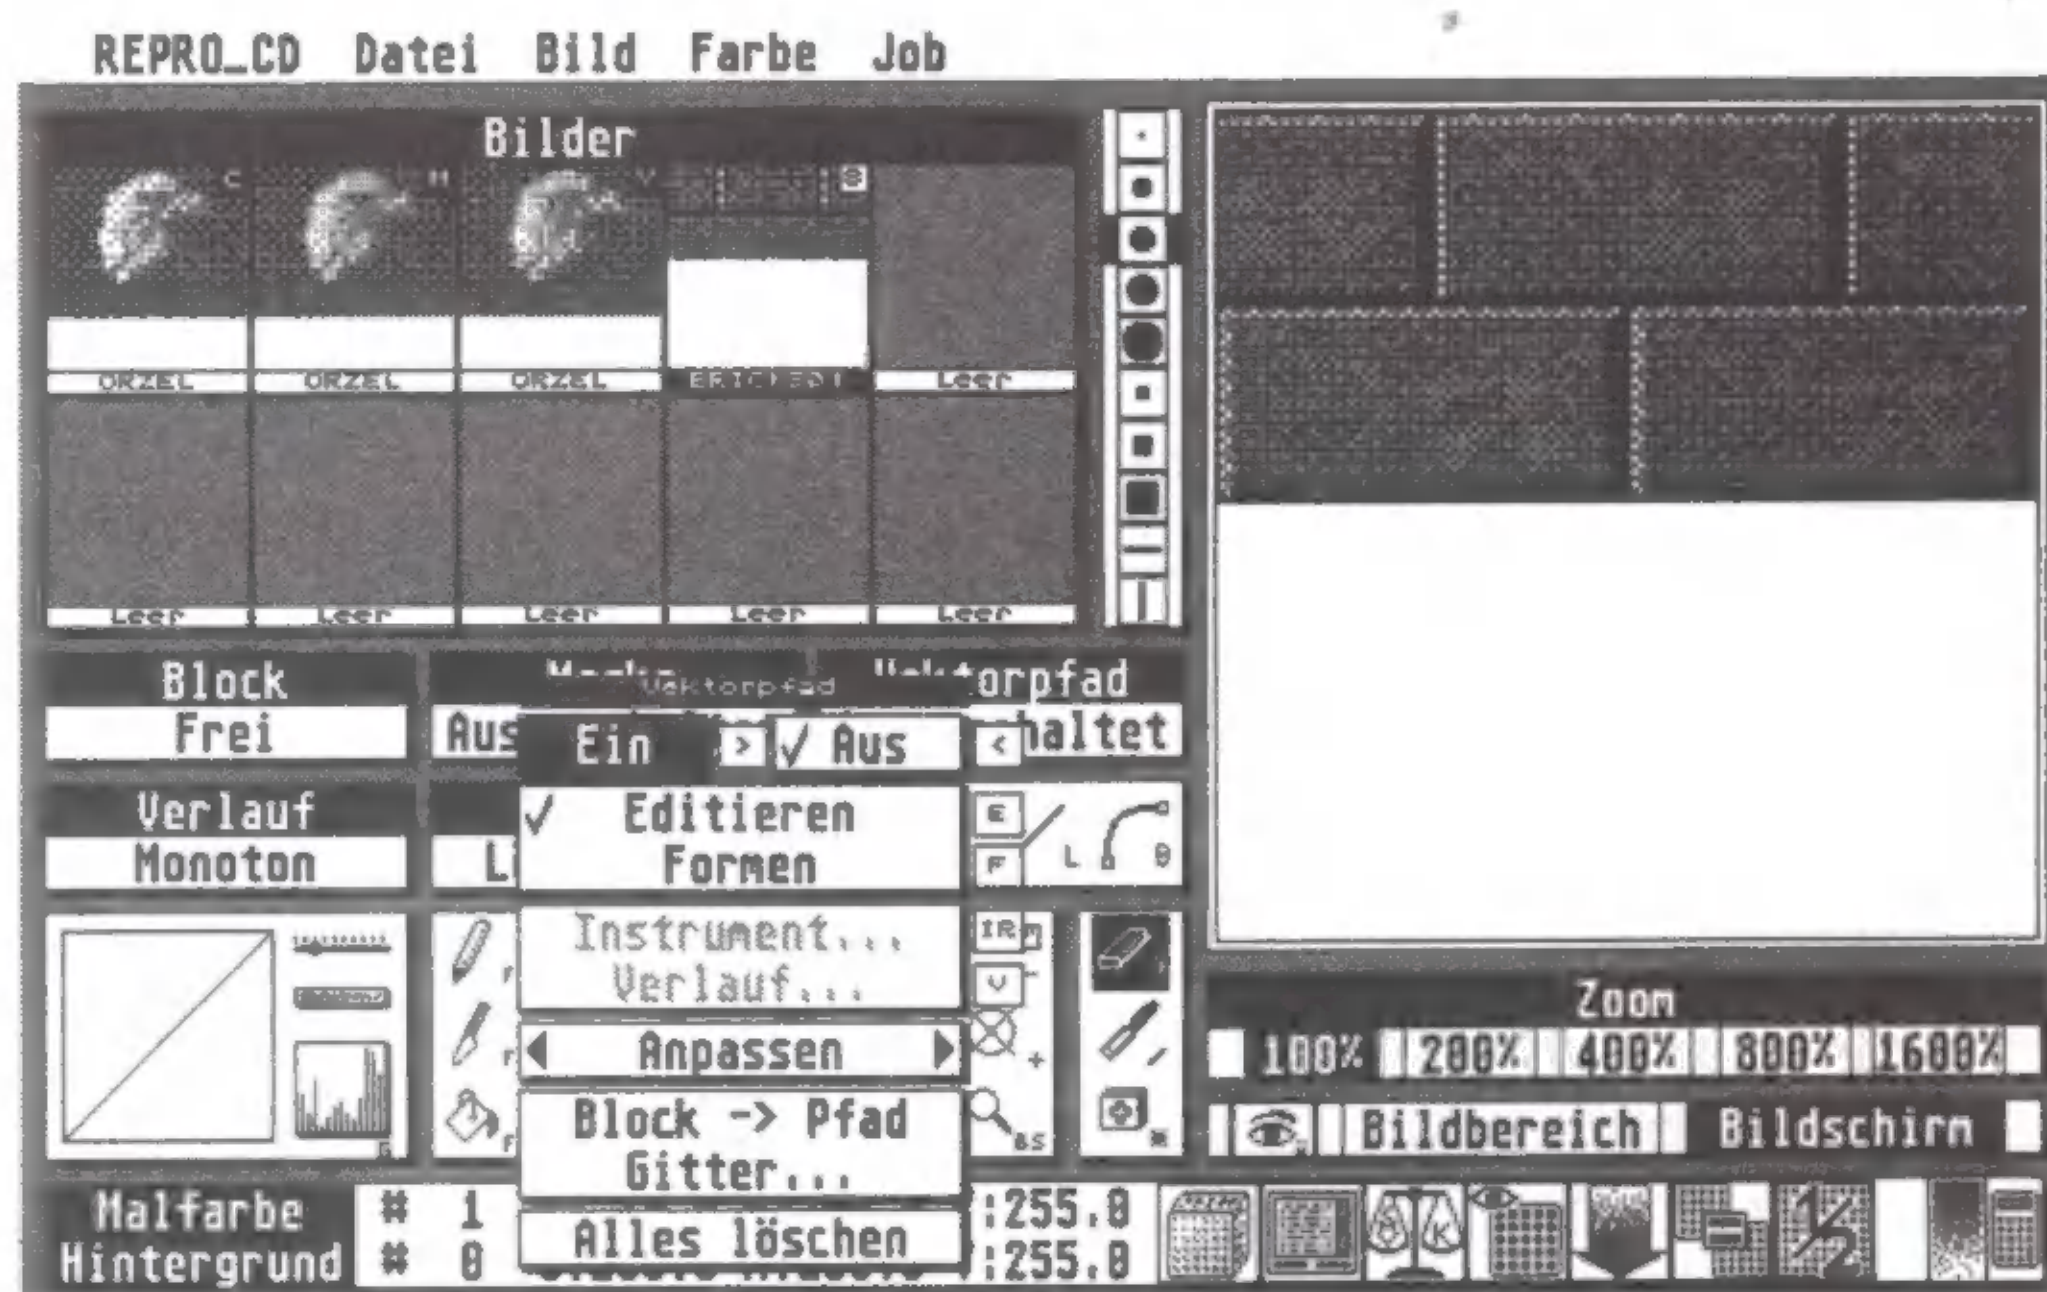 REPRO_CD Datei Bild Farbe Job
Bilder
C M Y
ORZEL ORZEL ORZEL Leer
Leer Leer Leer Leer Leer
Block
Frei
Vektorpfad
orpfad
Aus
haltet
Ein > ✓ Aus <
Verlauf
Monoton
✓ Editieren E
Formen F
L B
Instrument... IR
Verlauf... V
Anpassen
Block -> Pfad
Gitter...
Alles löschen
Zoom
100% 200% 400% 800% 1600%
Bildbereich Bildschirm
Malfarbe # 1 :255.0
Hintergrund # 0 :255.0